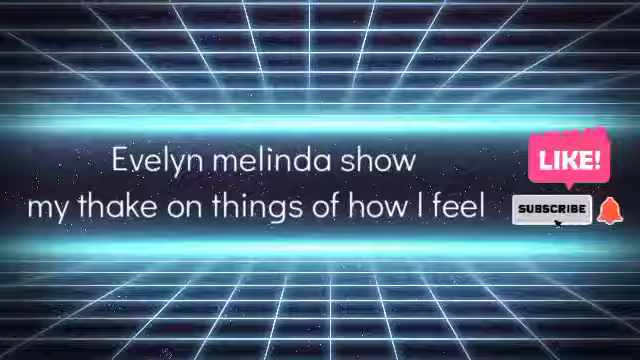 Evelyn melinda show
my thake on things of how I feel
LIKE!
SUBSCRIBE